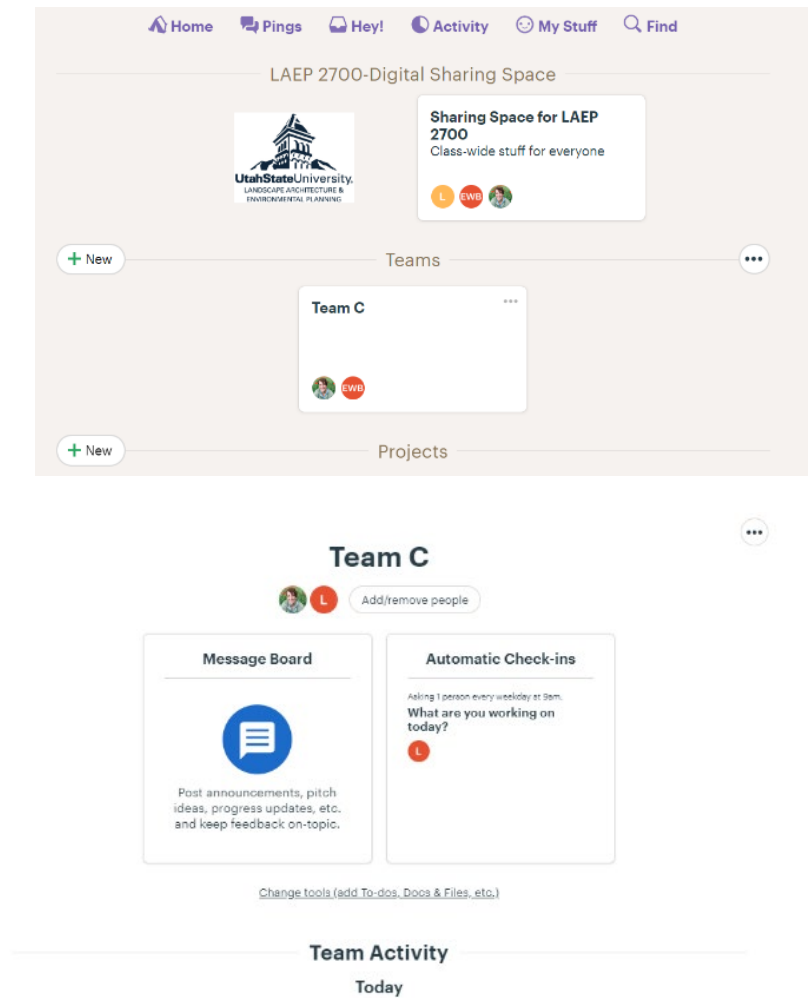 Home Pings Hey! Activity My Stuff Find
LAEP 2700-Digital Sharing Space
UtahStateUniversity.
LANDSCAPE ARCHITECTURE &
ENVIRONMENTAL PLANNING
Sharing Space for LAEP
2700
Class-wide stuff for everyone
L EWB
+ New
Teams
Team C
EWB
+ New
Projects
Team C
L
Add/remove people
Message Board
Post announcements, pitch
ideas, progress updates, etc.
and keep feedback on-topic.
Automatic Check-ins
Asking 1 person every weekday at 9am.
What are you working on
today?
L
Change tools (add To-dos, Docs & Files, etc.)
Team Activity
Today